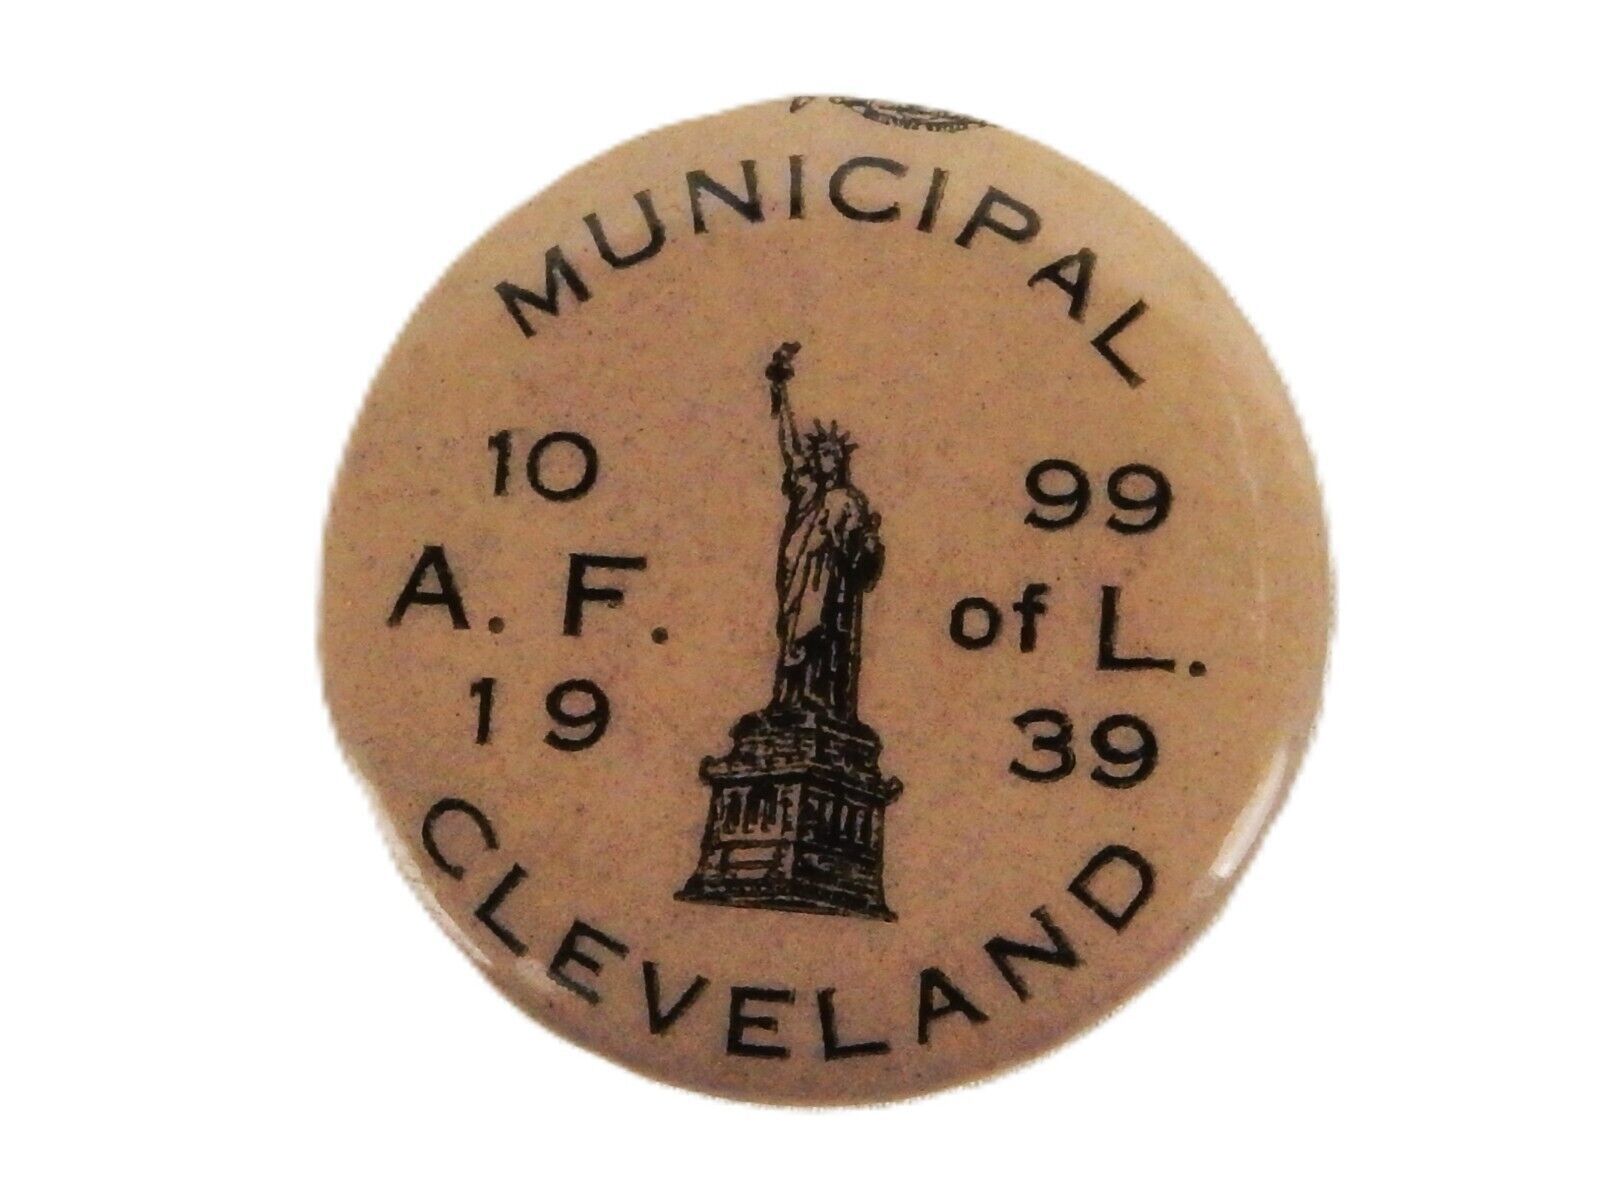 MUNICIPAL
10 99
A. F. of L.
19 39
CLEVELAND